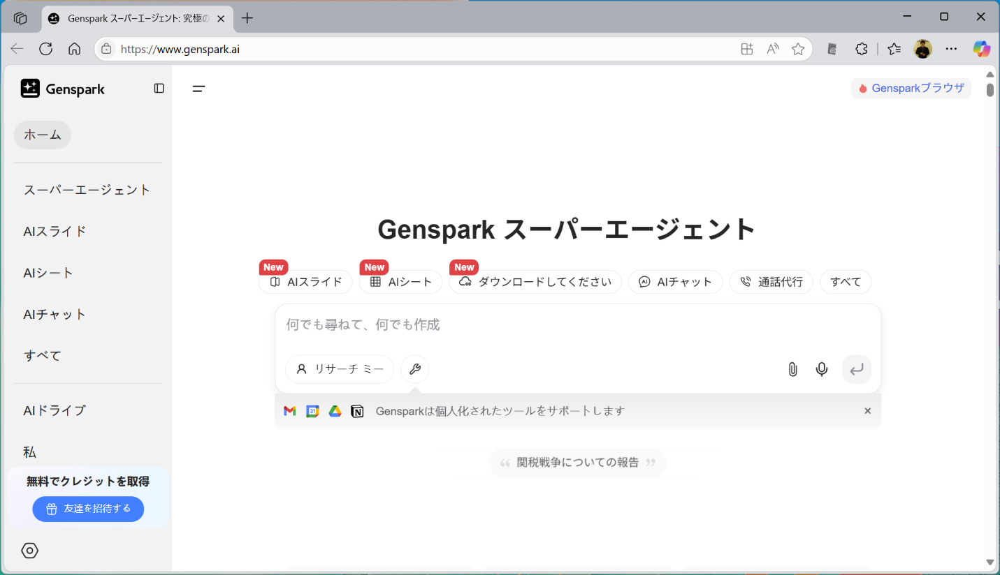 Genspark スーパーエージェント: 究極の
https://www.genspark.ai
Genspark
Gensparkブラウザ
ホーム
スーパーエージェント
AIスライド
AIシート
AIチャット
すべて
AIドライブ
私
無料でクレジットを取得
友達を招待する
Genspark スーパーエージェント
New
New
New
AIスライド
AIシート
ダウンロードしてください
AIチャット
通話代行
すべて
何でも尋ねて、何でも作成
リサーチ ミー
Gensparkは個人化されたツールをサポートします
“ 関税戦争についての報告 ”